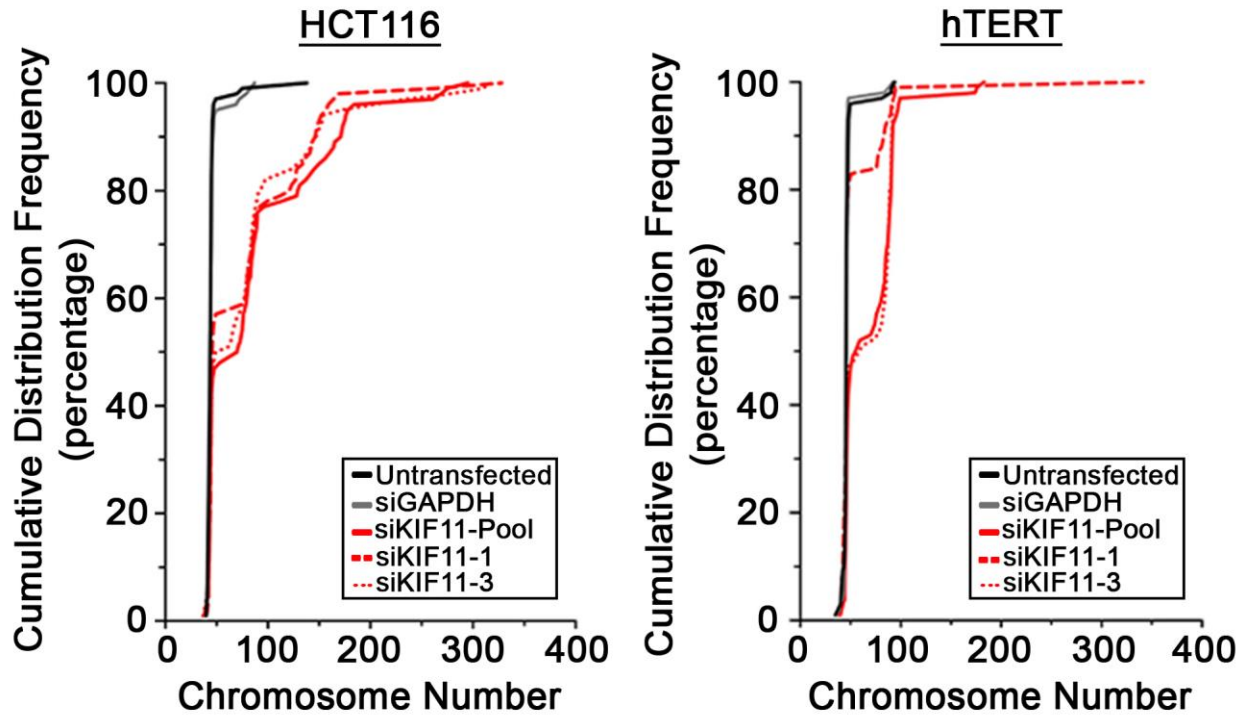 HCT116
Cumulative Distribution Frequency
(percentage)
100
80
60
40
20
0
0 100 200 300 400
Chromosome Number
Untransfected
siGAPDH
siKIF11-Pool
siKIF11-1
siKIF11-3
hTERT
Cumulative Distribution Frequency
(percentage)
100
80
60
40
20
0
0 100 200 300 400
Chromosome Number
Untransfected
siGAPDH
siKIF11-Pool
siKIF11-1
siKIF11-3